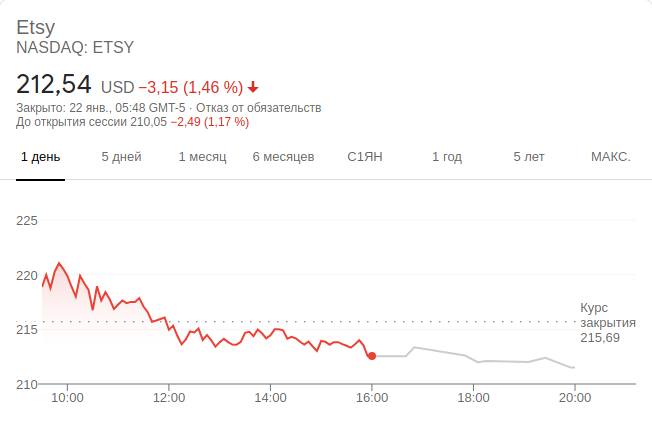 Etsy
NASDAQ: ETSY
212,54 USD −3,15 (1,46 %)
Закрыто: 22 янв., 05:48 GMT-5 · Отказ от обязательств
До открытия сессии 210,05 −2,49 (1,17 %)
1 день 5 дней 1 месяц 6 месяцев С1ЯН 1 год 5 лет МАКС.
225
220
Курс
закрытия
215,69
215
210
10:00 12:00 14:00 16:00 18:00 20:00